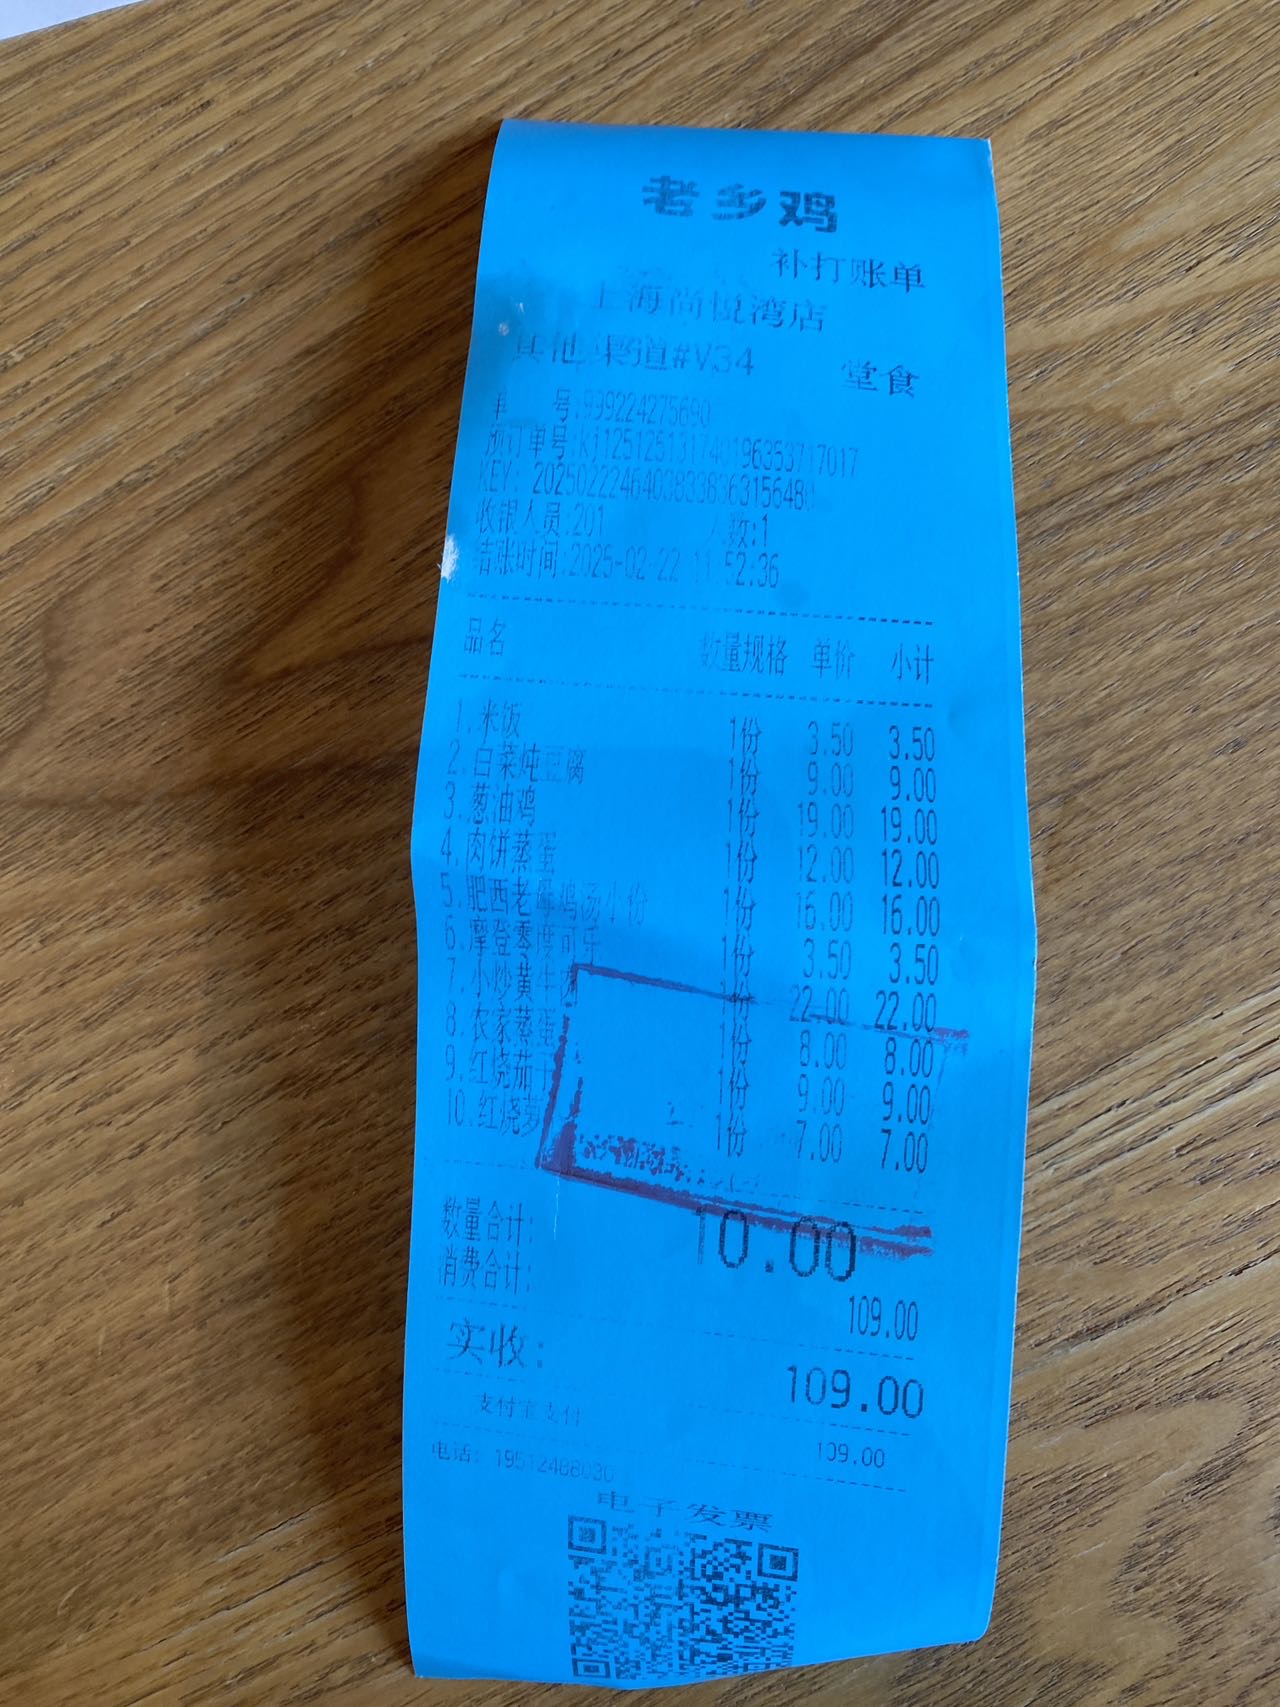 老乡鸡
补打账单
上海尚悦湾店
其他渠道#V34 堂食
单 号:999224275690
预订单号:kj125125131740196353717017
KEY: 2025022246403833836315648
收银人员:201 人数:1
结账时间:2025-02-22 11:52:36
品名 数量规格 单价 小计
1.米饭 1份 3.50 3.50
2.白菜炖豆腐 1份 9.00 9.00
3.葱油鸡 1份 19.00 19.00
4.肉饼蒸蛋 1份 12.00 12.00
5.肥西老母鸡汤小份 1份 16.00 16.00
6.摩登零度可乐 1份 3.50 3.50
7.小炒黄牛肉 1份 22.00 22.00
8.农家蒸蛋 1份 8.00 8.00
9.红烧茄子 1份 9.00 9.00
10.红烧萝 1份 7.00 7.00
数量合计: 10.00
消费合计: 109.00
实收: 109.00
支付宝支付 109.00
电话: 19512488030
电子发票